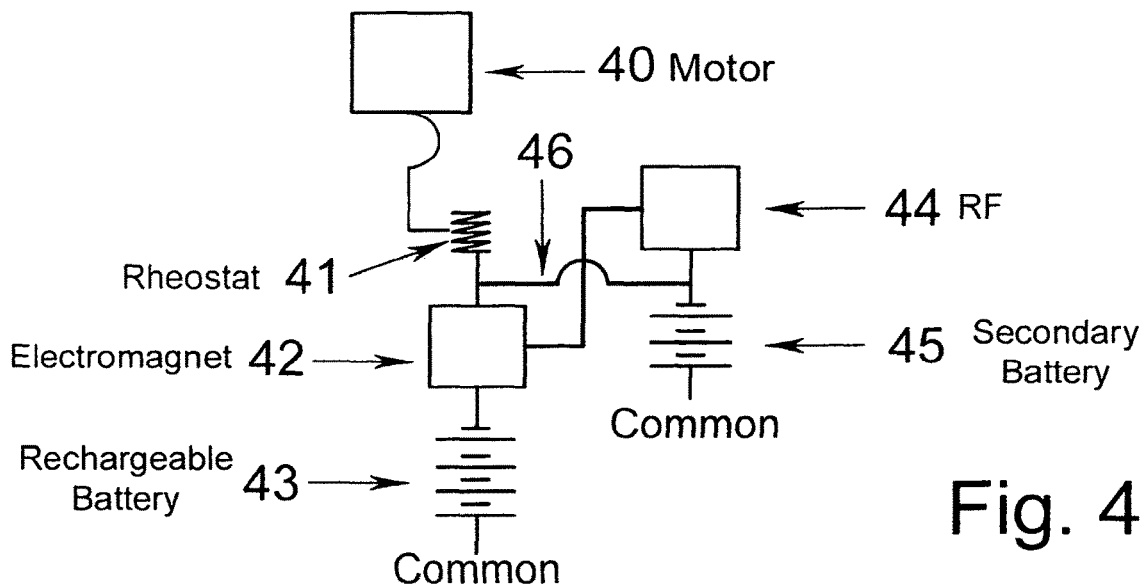 40 Motor
46
44 RF
Rheostat 41
Electromagnet 42
45 Secondary
Battery
Common
Rechargeable
Battery 43
Common
Fig. 4